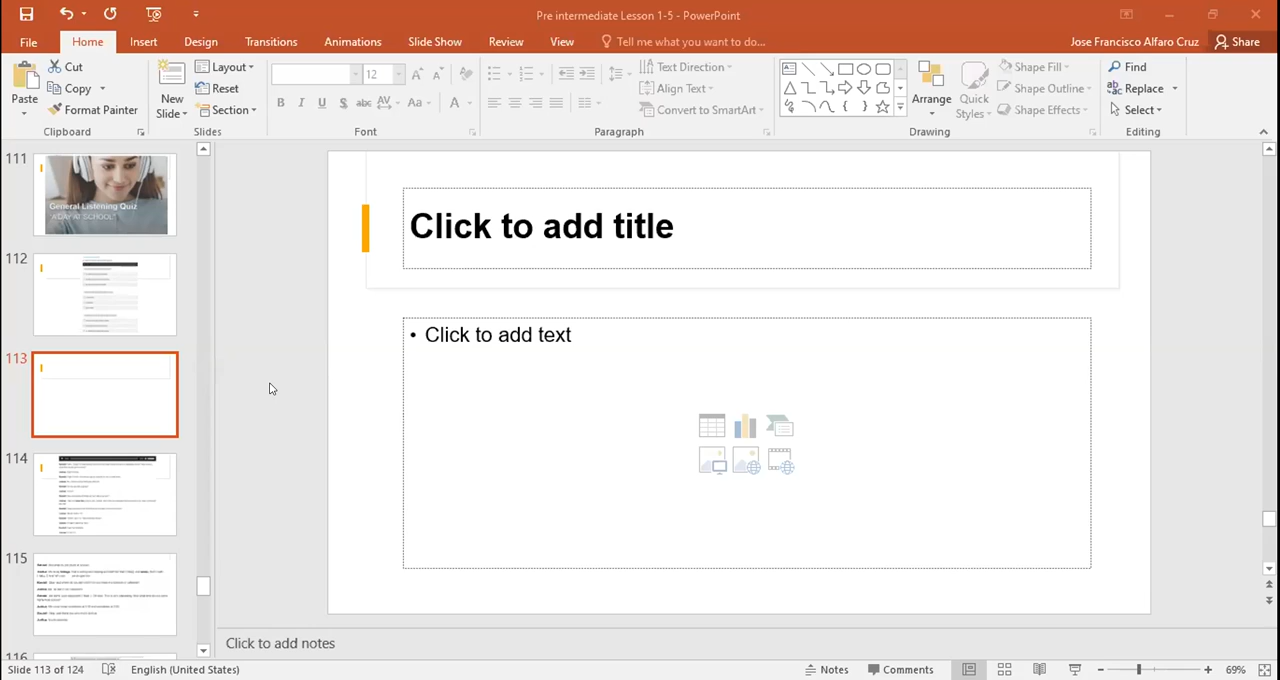 Pre intermediate Lesson 1-5 - PowerPoint
File
Home
Insert
Design
Transitions
Animations
Slide Show
Review
View
Tell me what you want to do...
Jose Francisco Alfaro Cruz
Share
Paste
Cut
Copy
Format Painter
Clipboard
New
Slide
Layout
Reset
Section
Slides
12
B
I
U
S
abc
AV
Aa
A
Font
Text Direction
Align Text
Convert to SmartArt
Paragraph
Arrange
Quick
Styles
Shape Fill
Shape Outline
Shape Effects
Drawing
Find
Replace
Select
Editing
111
General Listening Quiz
"A DAY AT SCHOOL"
112
113
114
115
116
Click to add title
• Click to add text
Click to add notes
Slide 113 of 124
English (United States)
Notes
Comments
69%